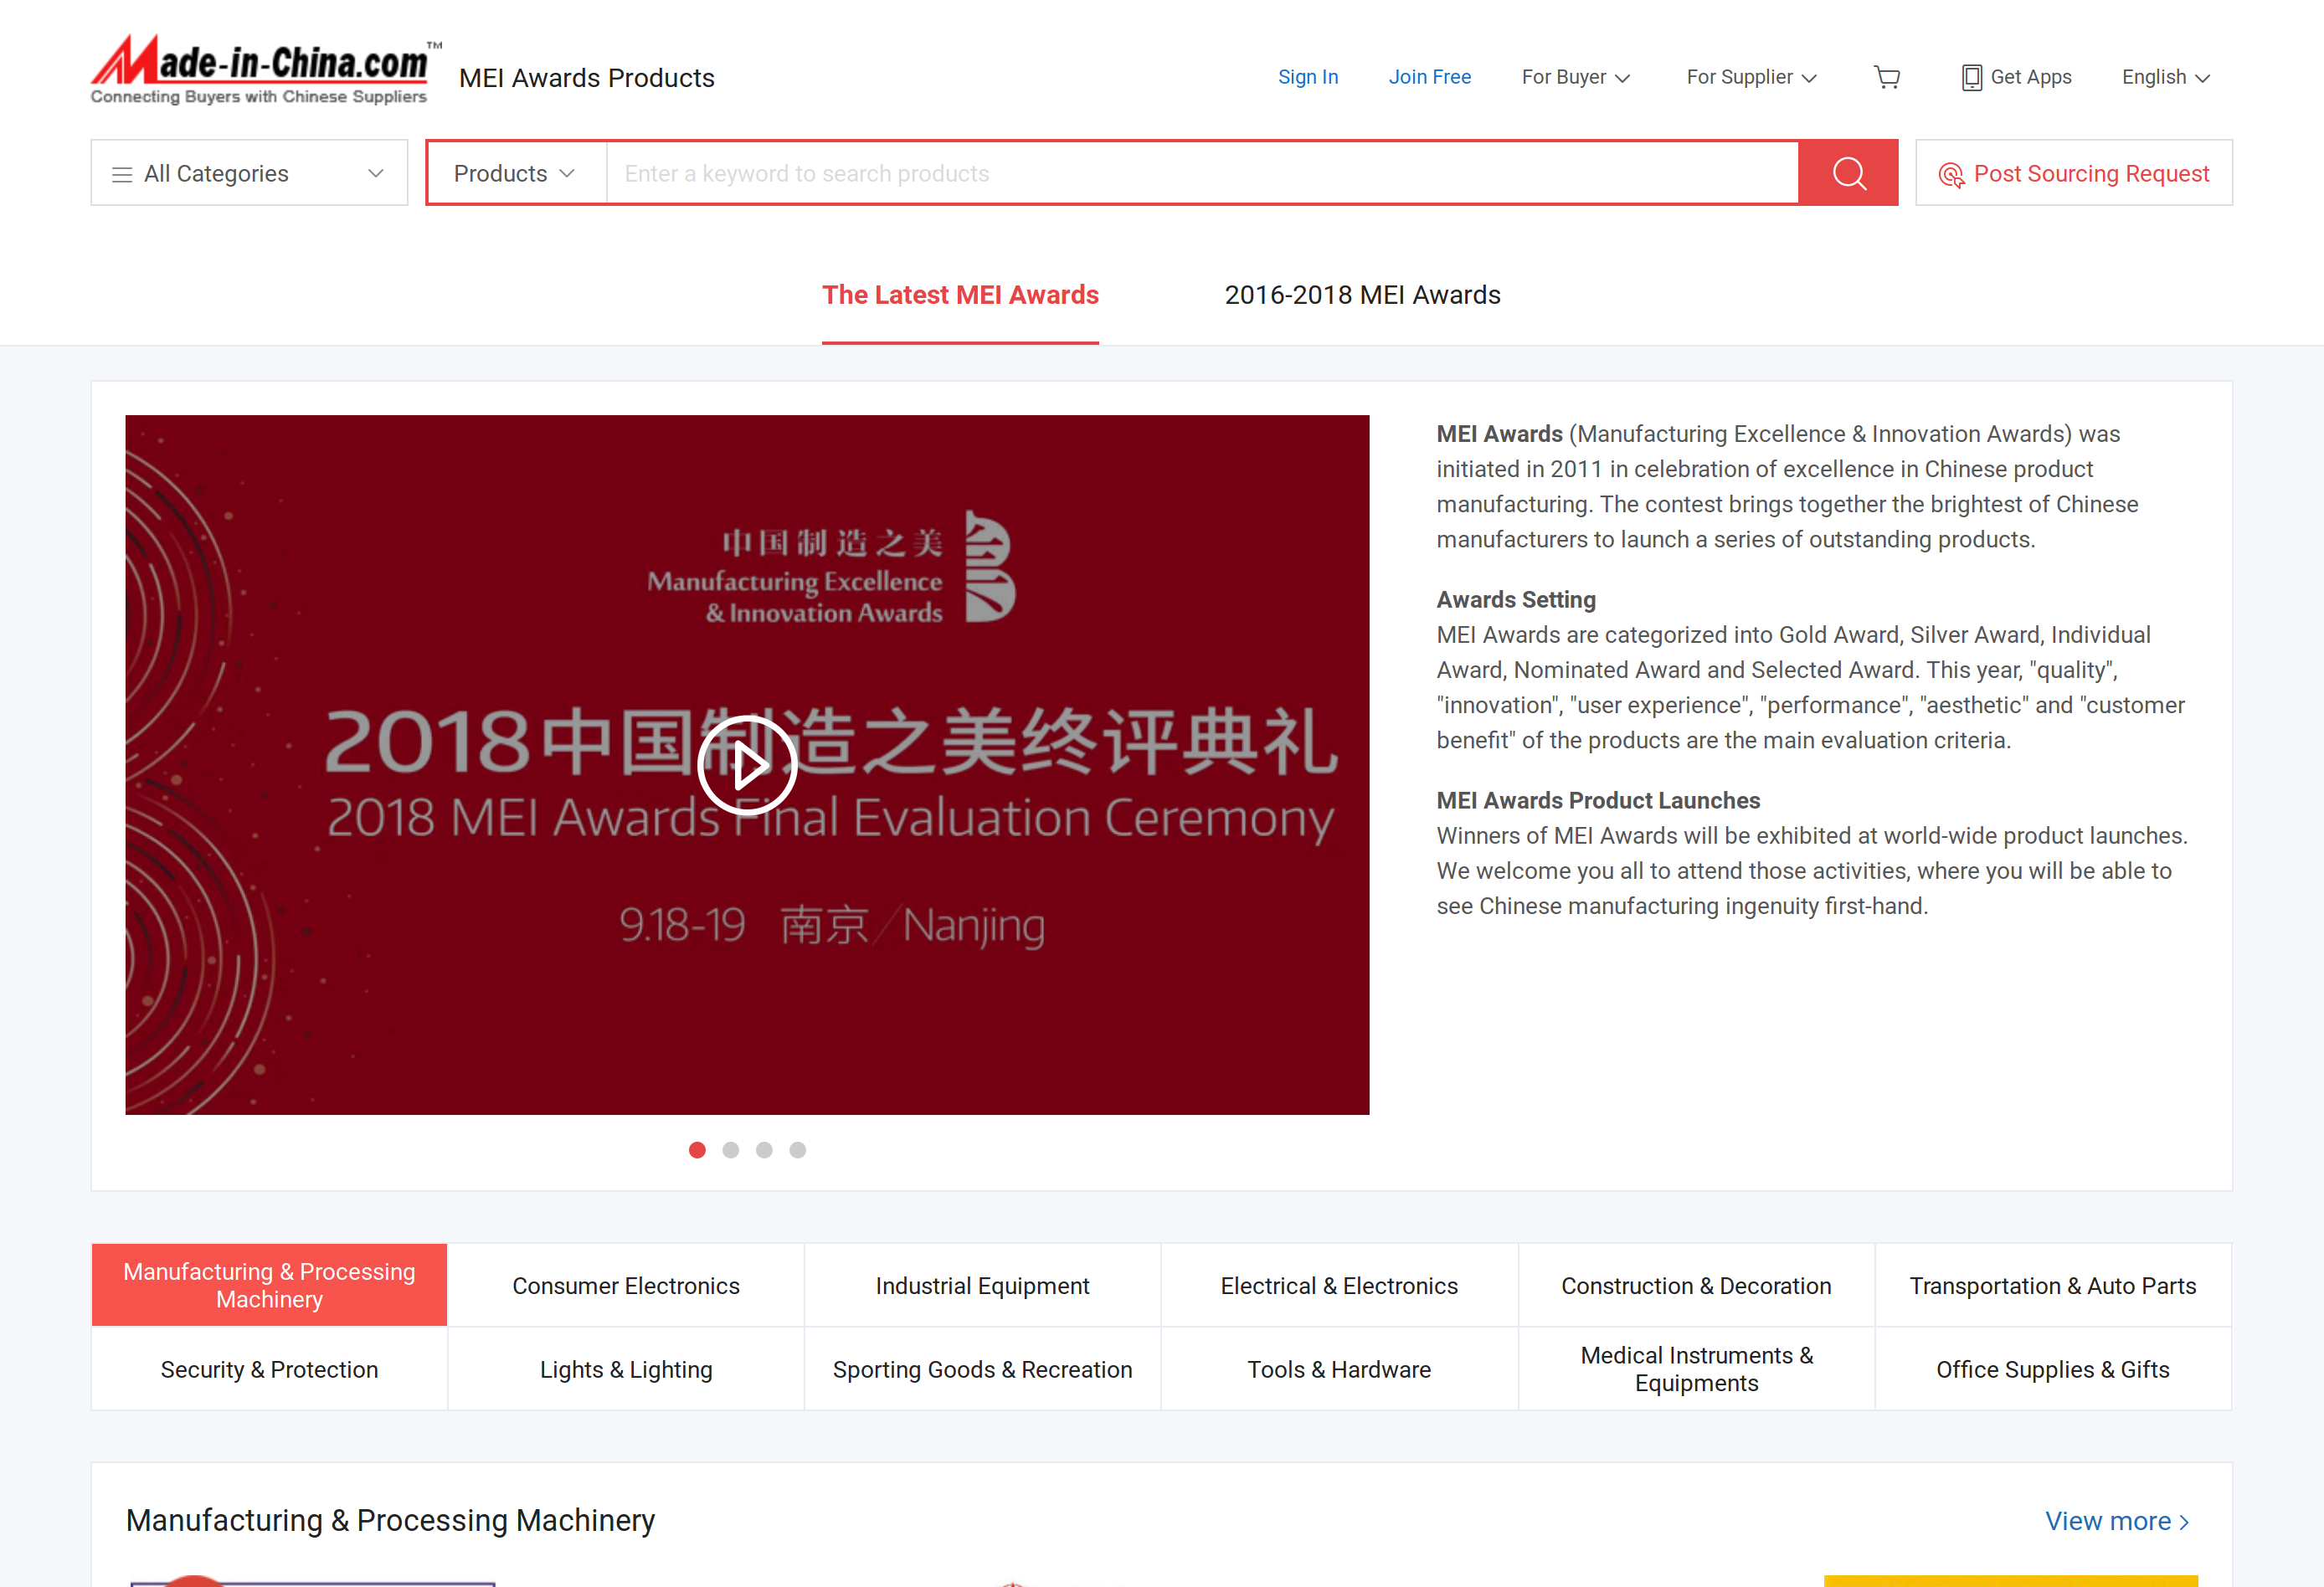 Made-in-China.com™
Connecting Buyers with Chinese Suppliers
MEI Awards Products
Sign In
Join Free
For Buyer
For Supplier
Get Apps
English
All Categories
Products
Enter a keyword to search products
Post Sourcing Request
The Latest MEI Awards
2016-2018 MEI Awards
中国制造之美
Manufacturing Excellence
& Innovation Awards
2018中国制造之美终评典礼
2018 MEI Awards Final Evaluation Ceremony
9.18-19 南京/Nanjing
MEI Awards (Manufacturing Excellence & Innovation Awards) was
initiated in 2011 in celebration of excellence in Chinese product
manufacturing. The contest brings together the brightest of Chinese
manufacturers to launch a series of outstanding products.
Awards Setting
MEI Awards are categorized into Gold Award, Silver Award, Individual
Award, Nominated Award and Selected Award. This year, "quality",
"innovation", "user experience", "performance", "aesthetic" and "customer
benefit" of the products are the main evaluation criteria.
MEI Awards Product Launches
Winners of MEI Awards will be exhibited at world-wide product launches.
We welcome you all to attend those activities, where you will be able to
see Chinese manufacturing ingenuity first-hand.
Manufacturing & Processing
Machinery
Consumer Electronics
Industrial Equipment
Electrical & Electronics
Construction & Decoration
Transportation & Auto Parts
Security & Protection
Lights & Lighting
Sporting Goods & Recreation
Tools & Hardware
Medical Instruments &
Equipments
Office Supplies & Gifts
Manufacturing & Processing Machinery
View more